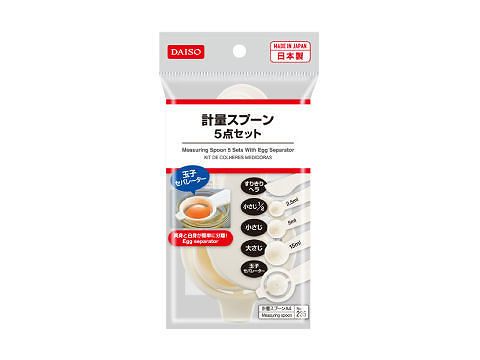 DAISO
MADE IN JAPAN
日本製
計量スプーン
5点セット
Measuring Spoon 5 Sets With Egg Separator
KIT DE COLHERES MEDIDORAS
玉子
セパレーター
すりきり
ヘラ
小さじ1/2
2.5ml
小さじ
5ml
大さじ
15ml
玉子
セパレーター
黄身と白身が簡単に分離!
Egg separator
計量スプーン
Measuring spoon
No.